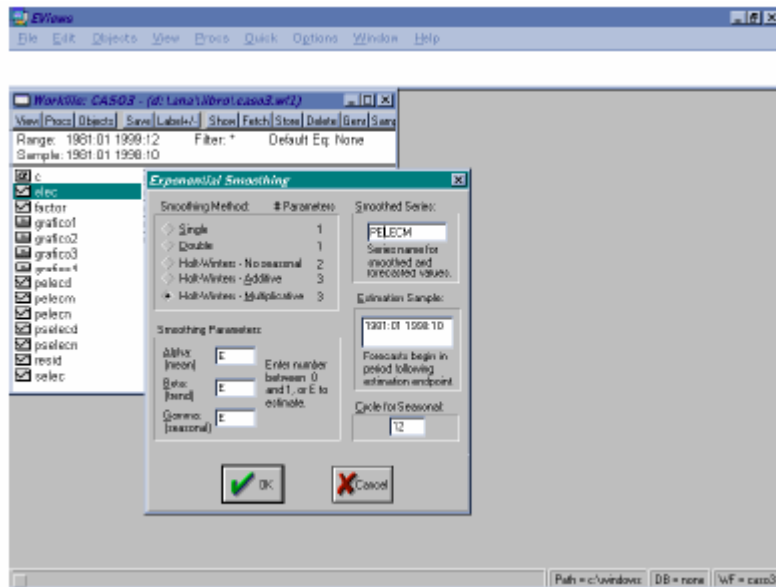 EViews
File Edit Objects View Procs Quick Options Window Help
Workfile: CASO3 - (d:\ana\libro\caso3.wf1)
View Procs Objects Save Label+/- Show Fetch Store Delete Genr Sam
Range: 1981:01 1999:12 Filter: * Default Eq: None
Sample: 1981:01 1998:10
c
elec
factor
grafico1
grafico2
grafico3
grafico4
pelecd
pelecm
pelecn
pselecd
pselecn
resid
selec
Exponential Smoothing
Smoothing Method: # Parameters
Single 1
Double 1
Holt-Winters - No seasonal 2
Holt-Winters - Additive 3
Holt-Winters - Multiplicative 3
Smoothing Parameters:
Alpha: (mean) E
Beta: (trend) E
Gamma: (seasonal) E
Enter number
between 0
and 1, or E to
estimate.
Smoothed Series:
PELECM
Series name for
smoothed and
forecasted values.
Estimation Sample:
1981:01 1998:10
Forecasts begin in
period following
estimation endpoint
Cycle for Seasonal:
12
OK
Cancel
Path = c:\windows DB = none WF = caso3